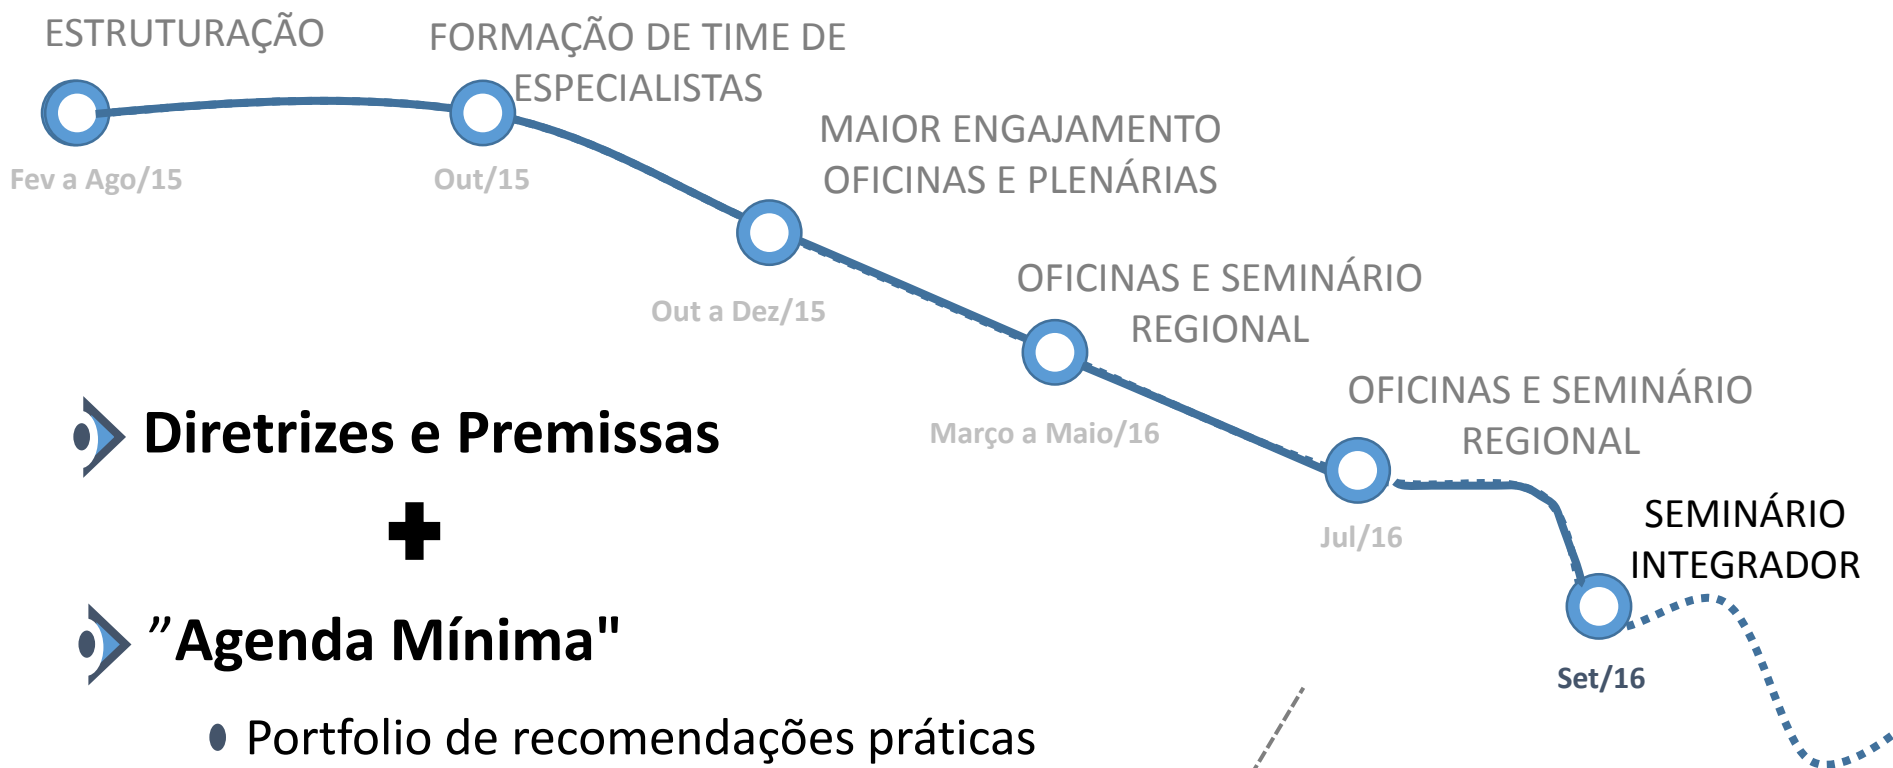 ESTRUTURAÇÃO
FORMAÇÃO DE TIME DE
ESPECIALISTAS
Fev a Ago/15
Out/15
MAIOR ENGAJAMENTO
OFICINAS E PLENÁRIAS
Out a Dez/15
OFICINAS E SEMINÁRIO
REGIONAL
Março a Maio/16
OFICINAS E SEMINÁRIO
REGIONAL
Jul/16
SEMINÁRIO
INTEGRADOR
Set/16
Diretrizes e Premissas
”Agenda Mínima"
Portfolio de recomendações práticas